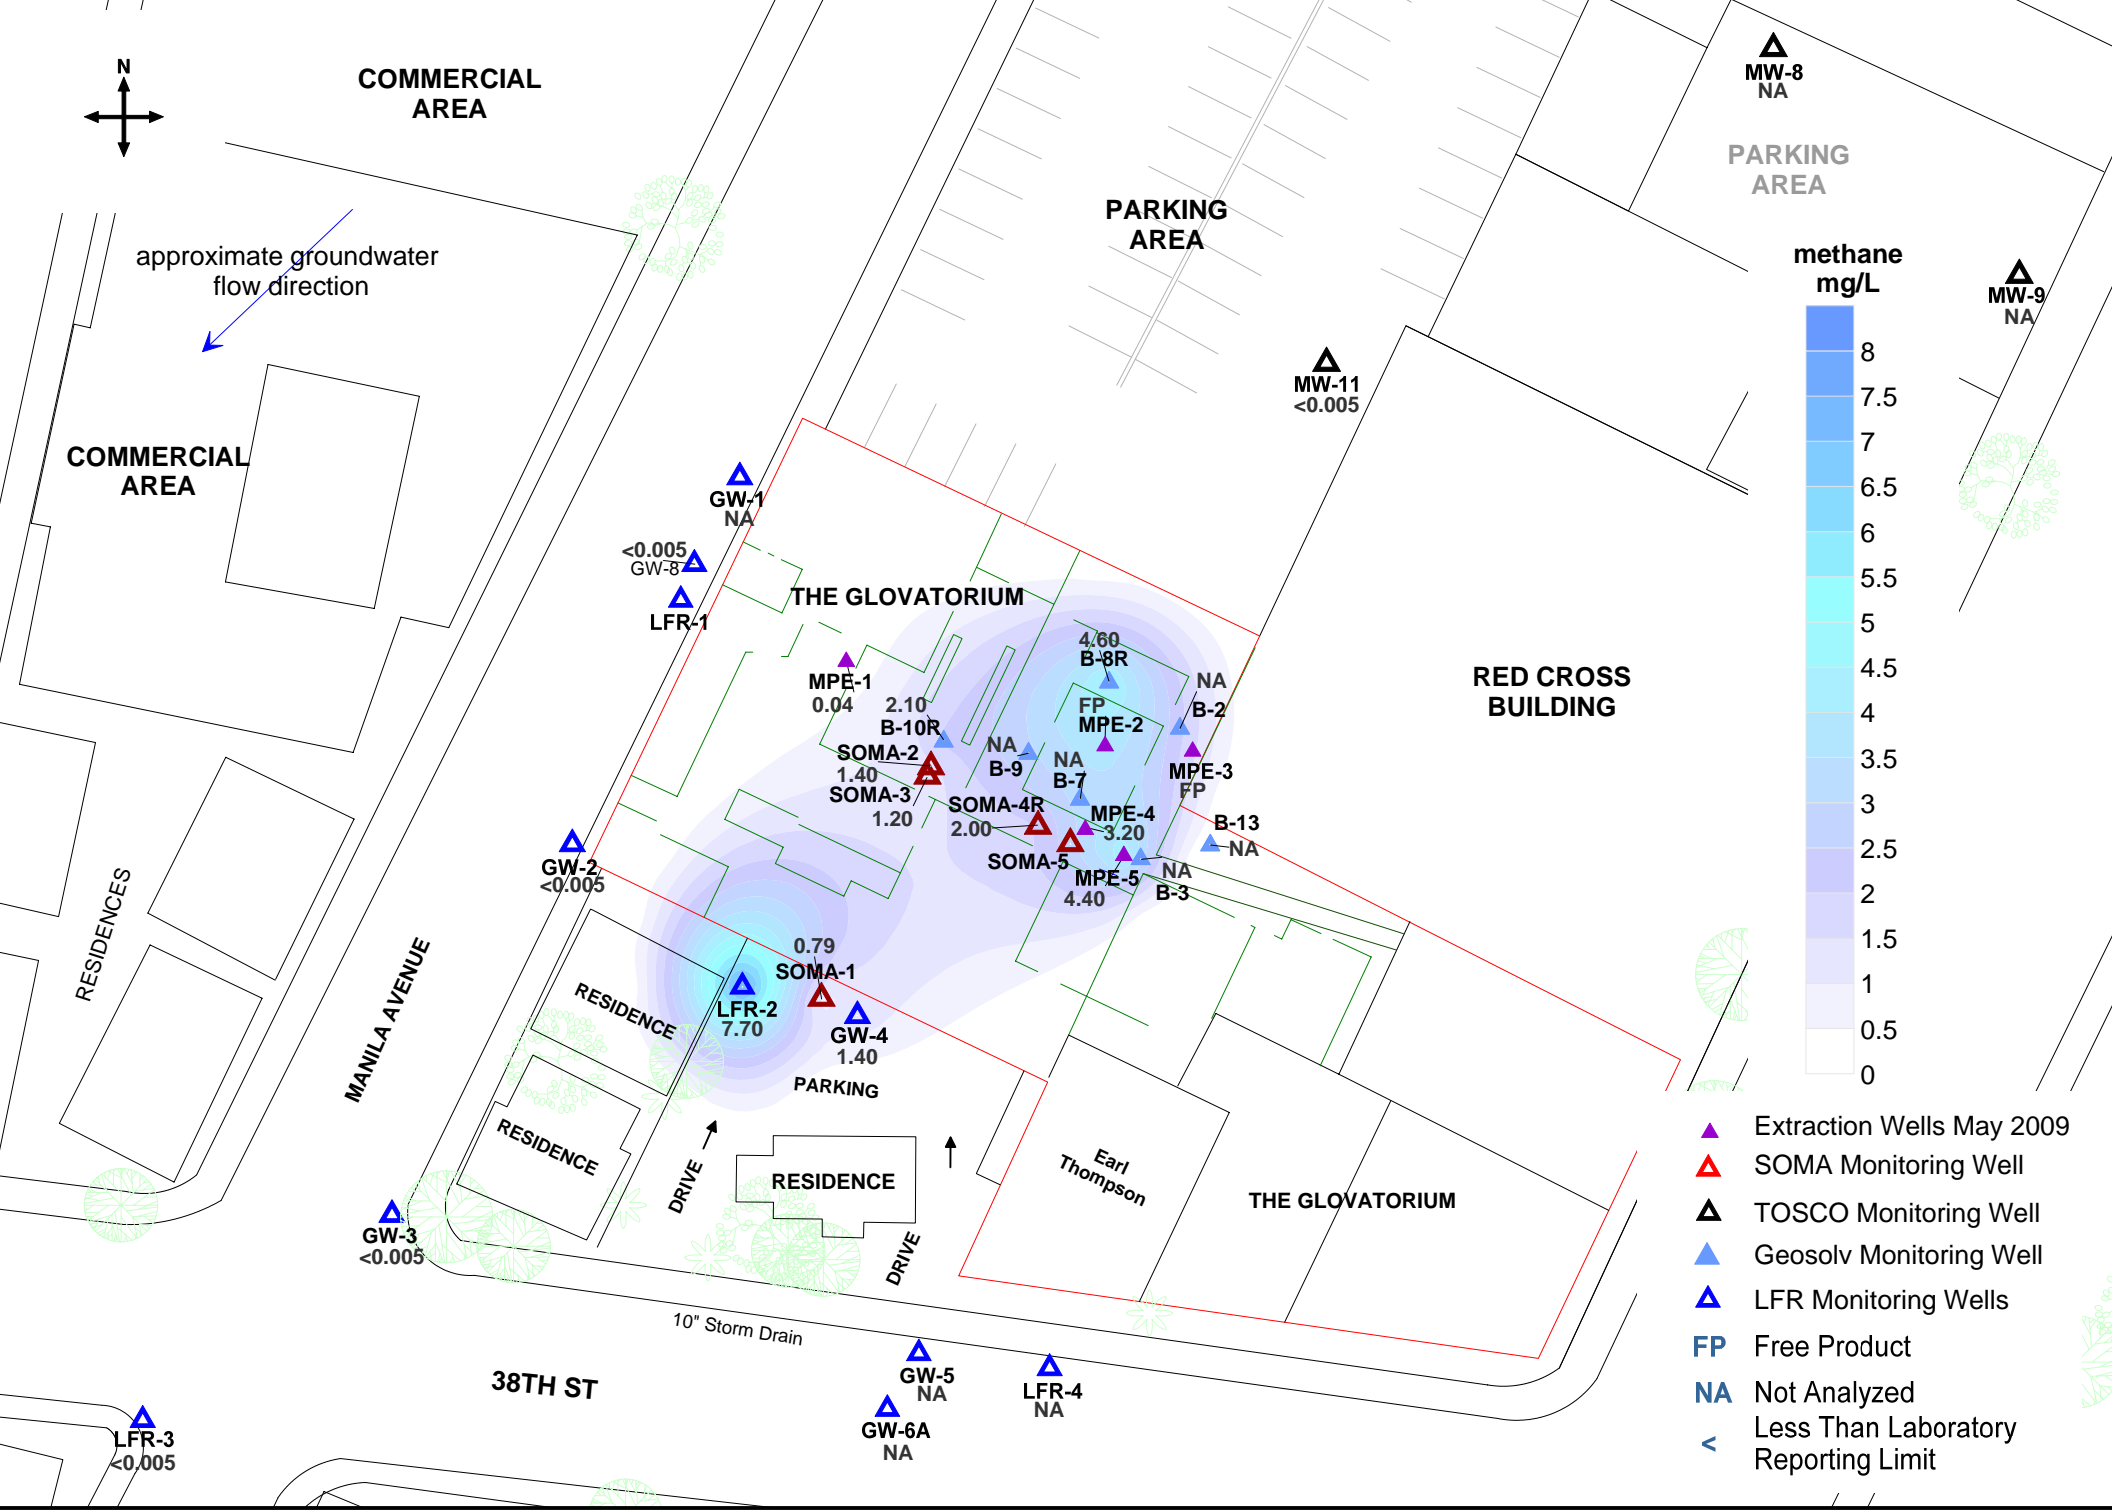 N
COMMERCIAL
AREA
MW-8
NA
PARKING
AREA
PARKING
AREA
approximate groundwater
flow direction
methane
mg/L
MW-9
NA
8
7.5
7
6.5
6
5.5
5
4.5
4
3.5
3
2.5
2
1.5
1
0.5
0
MW-11
<0.005
COMMERCIAL
AREA
GW-1
NA
<0.005
GW-8
LFR-1
THE GLOVATORIUM
4.60
B-8R
MPE-1
0.04
2.10
B-10R
FP
MPE-2
NA
B-2
RED CROSS
BUILDING
SOMA-2
1.40
SOMA-3
1.20
NA
B-9
NA
B-7
MPE-3
FP
SOMA-4R
2.00
MPE-4
3.20
B-13
NA
SOMA-5
MPE-5
4.40
NA
B-3
GW-2
<0.005
RESIDENCES
MANILA AVENUE
0.79
SOMA-1
RESIDENCE
LFR-2
7.70
GW-4
1.40
PARKING
RESIDENCE
DRIVE
RESIDENCE
Earl
Thompson
THE GLOVATORIUM
GW-3
<0.005
DRIVE
10" Storm Drain
38TH ST
GW-5
NA
LFR-4
NA
GW-6A
NA
LFR-3
<0.005
Extraction Wells May 2009
SOMA Monitoring Well
TOSCO Monitoring Well
Geosolv Monitoring Well
LFR Monitoring Wells
FP Free Product
NA Not Analyzed
< Less Than Laboratory
Reporting Limit